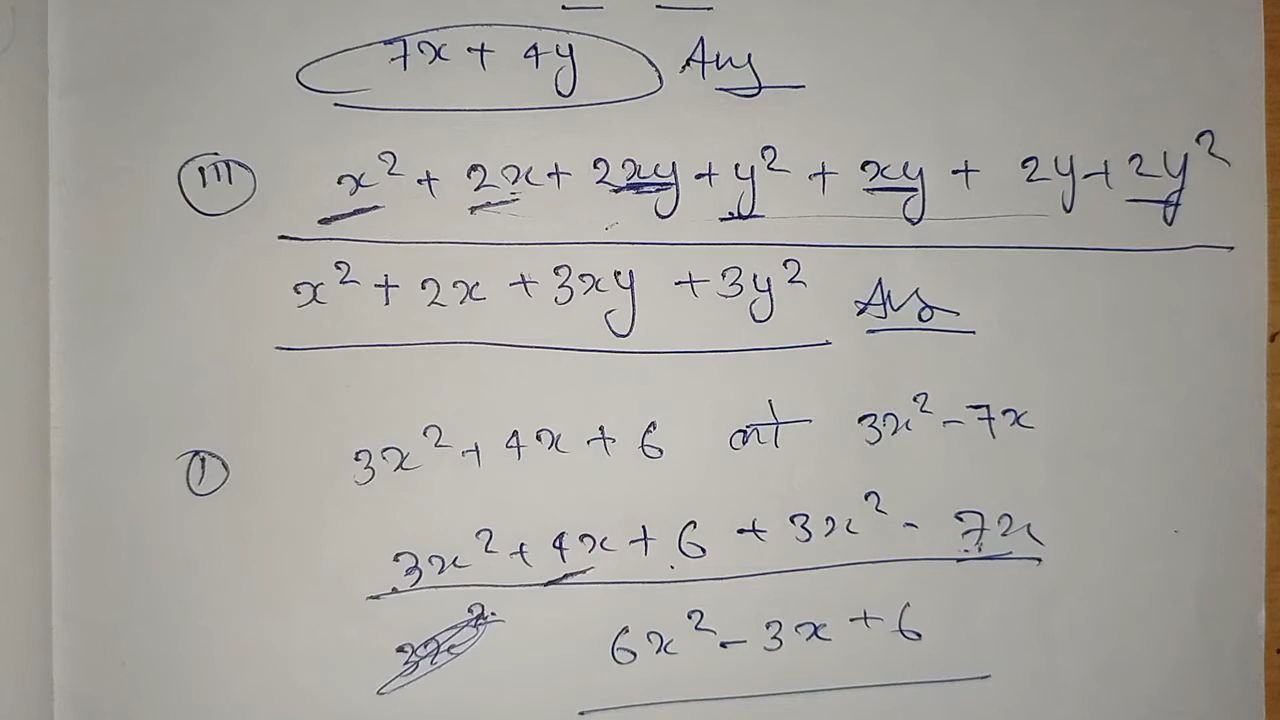 7x + 4y Ans
(III) x² + 2x + 2xy + y² + xy + 2y + 2y²
x² + 2x + 3xy + 3y² Ans
(I) 3x² + 4x + 6 3x² - 7x
3x² + 4x + 6 + 3x² - 7x
6x² - 3x + 6